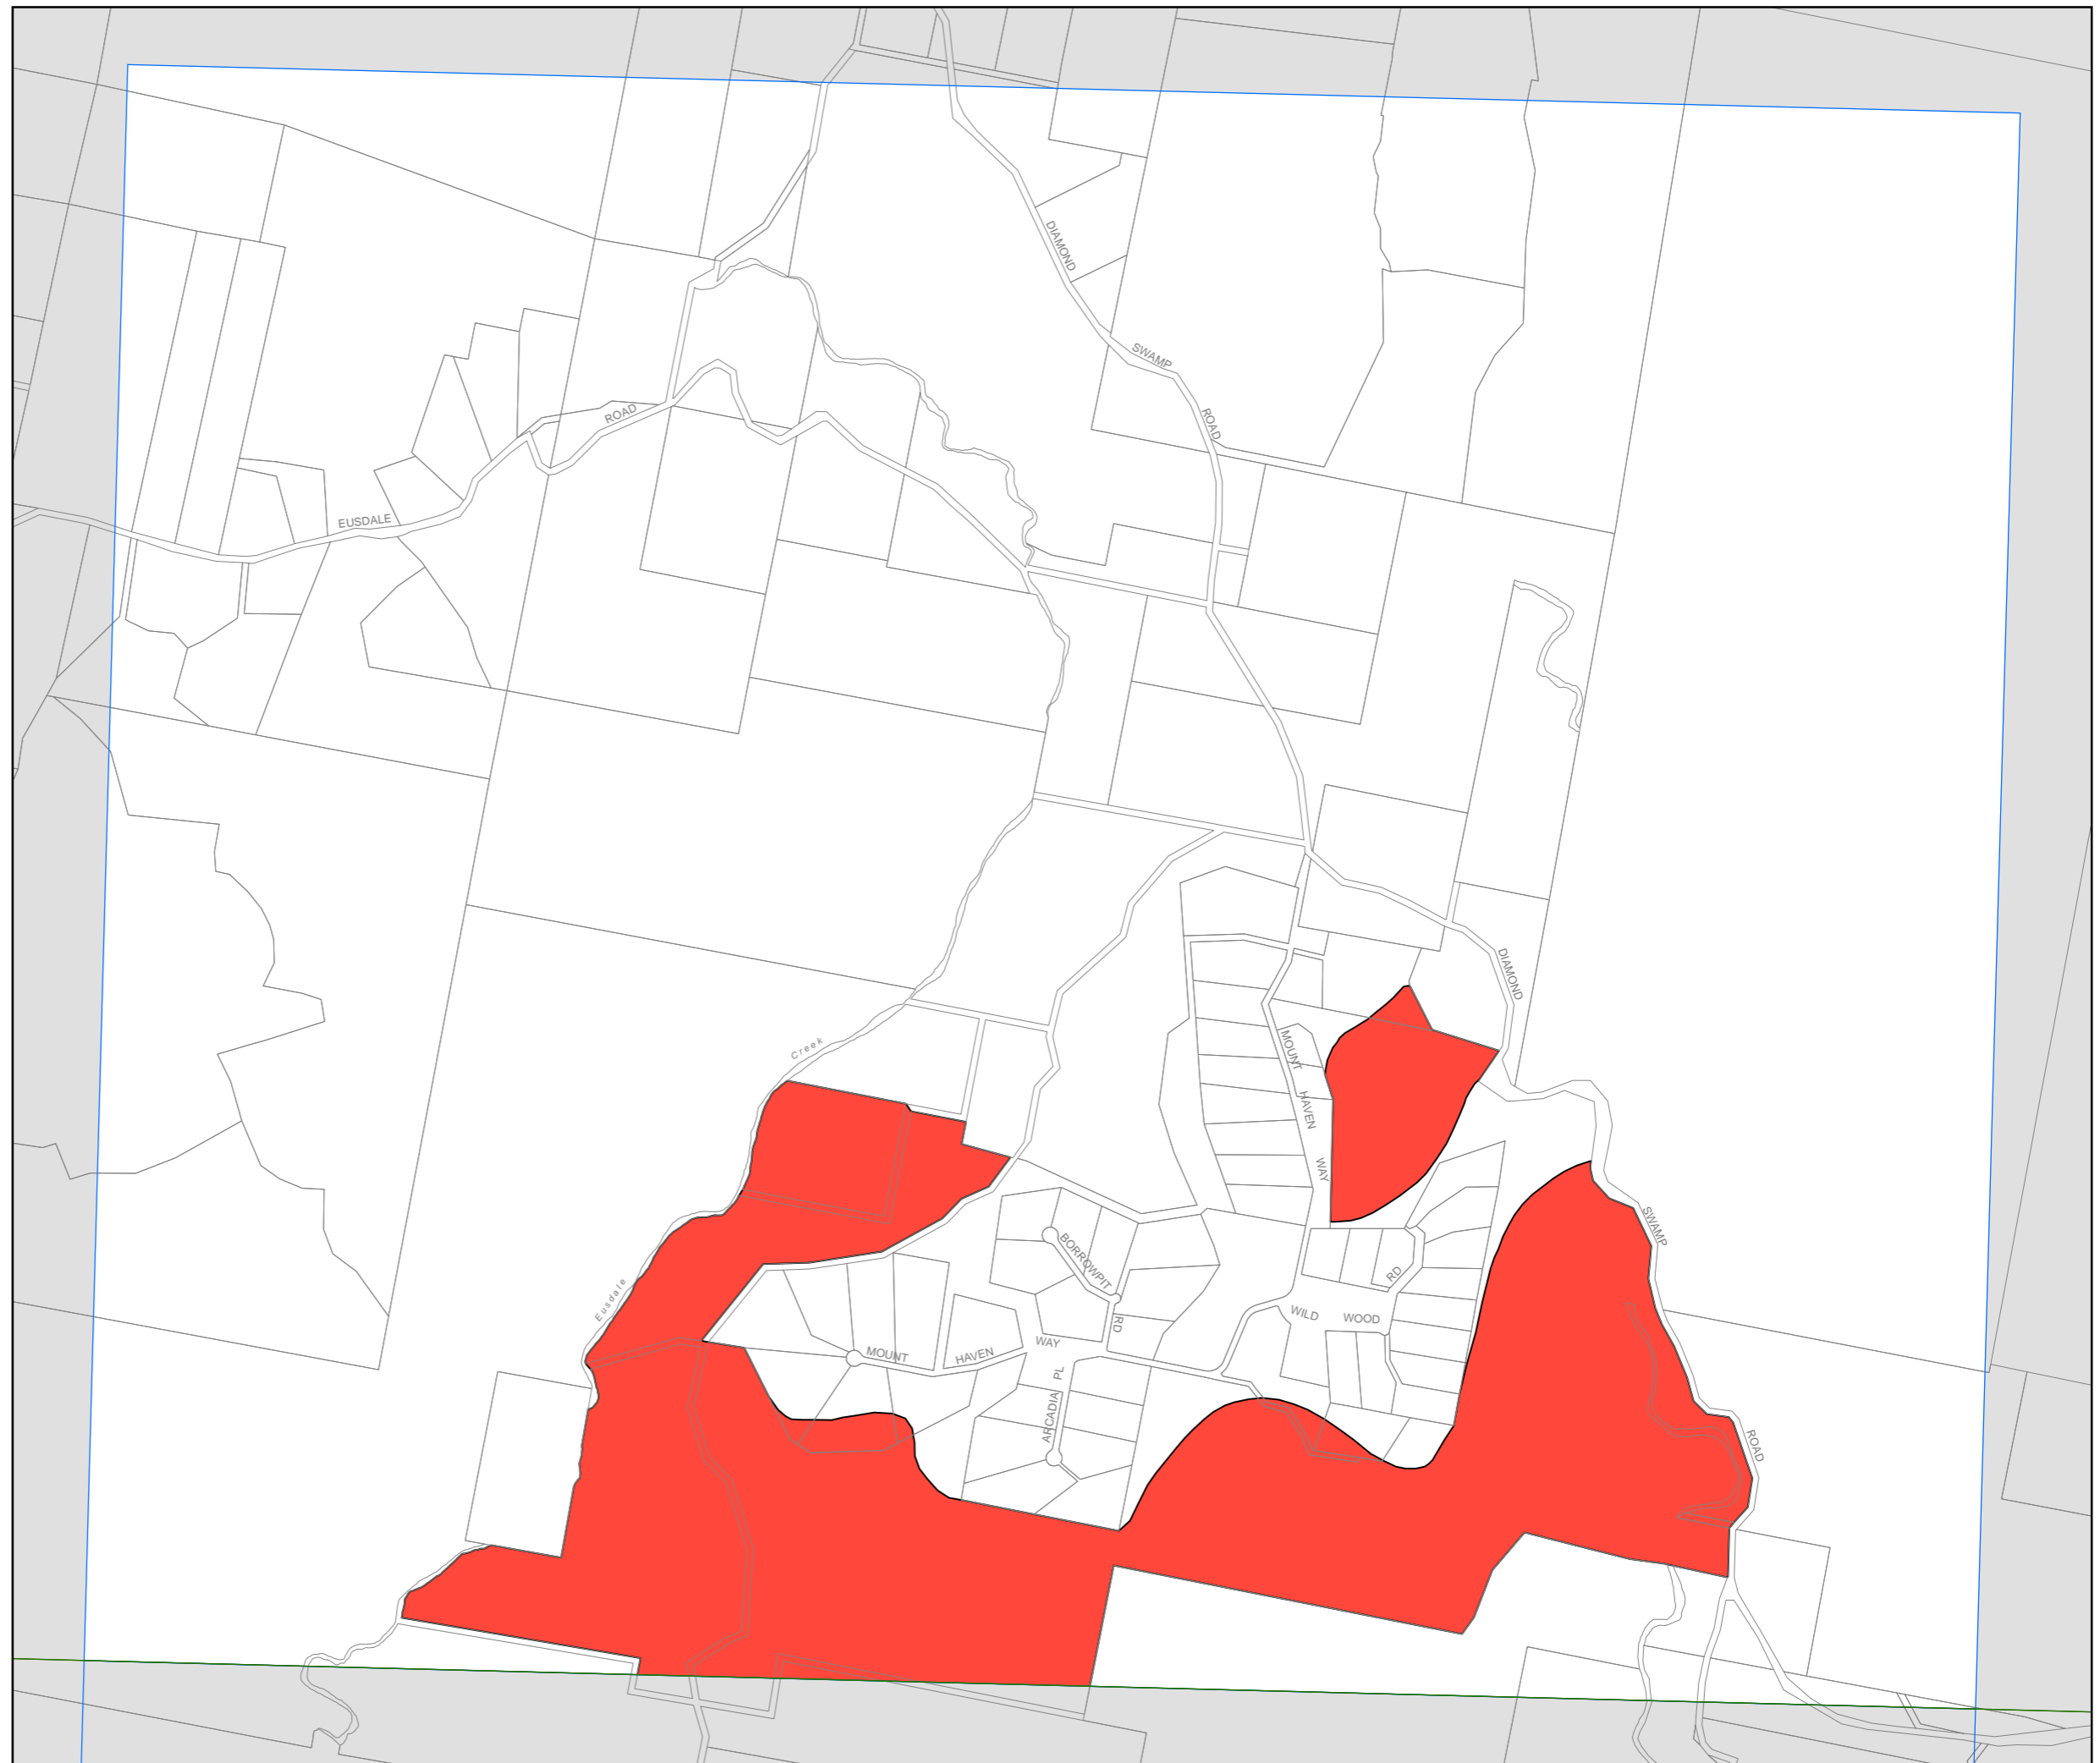 DIAMOND
SWAMP
ROAD
ROAD
EUSDALE
DIAMOND
Creek
MOUNT
HAVEN
WAY
SWAMP
BORROWPIT
RD
RD
Eusdale
WILD WOOD
WAY
MOUNT HAVEN
ARCADIA PL
ROAD